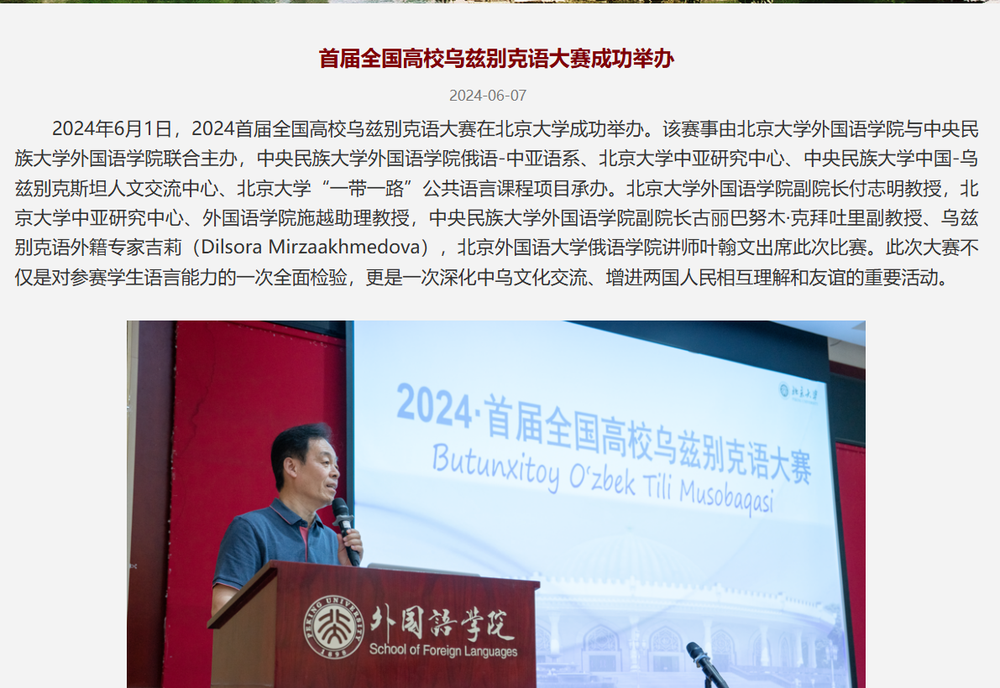 首届全国高校乌兹别克语大赛成功举办
2024-06-07
2024年6月1日，2024首届全国高校乌兹别克语大赛在北京大学成功举办。该赛事由北京大学外国语学院与中央民
族大学外国语学院联合主办，中央民族大学外国语学院俄语-中亚语系、北京大学中亚研究中心、中央民族大学中国-乌
兹别克斯坦人文交流中心、北京大学“一带一路”公共语言课程项目承办。北京大学外国语学院副院长付志明教授，北
京大学中亚研究中心、外国语学院施越助理教授，中央民族大学外国语学院副院长古丽巴努木·克拜吐里副教授、乌兹
别克语外籍专家吉莉（Dilsora Mirzaakhmedova），北京外国语大学俄语学院讲师叶翰文出席此次比赛。此次大赛不
仅是对参赛学生语言能力的一次全面检验，更是一次深化中乌文化交流、增进两国人民相互理解和友谊的重要活动。
北京大学
2024·首届全国高校乌兹别克语大赛
Butunxitoy O‘zbek Tili Musobaqasi
PEKING UNIVERSITY
1898
外国語学院
School of Foreign Languages